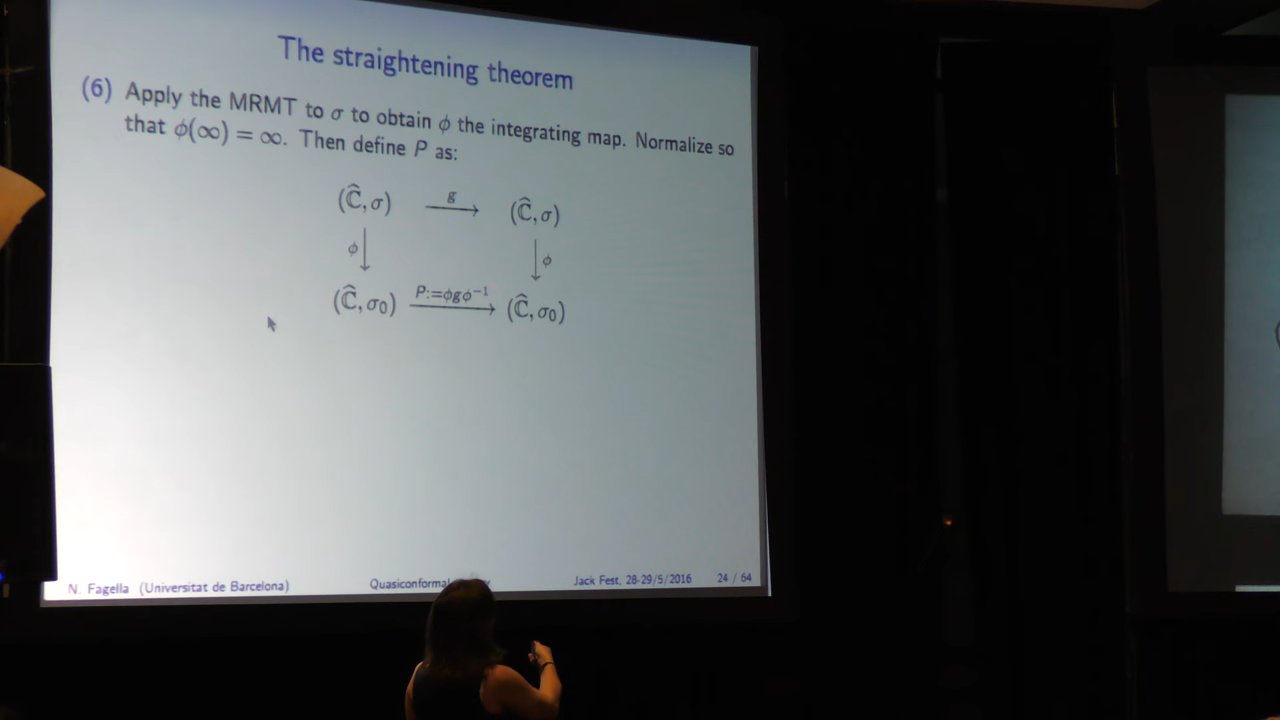 The straightening theorem
(6) Apply the MRMT to σ to obtain ϕ the integrating map. Normalize so
that ϕ(∞) = ∞. Then define P as:
(Ĉ, σ) g (Ĉ, σ)
ϕ ϕ
(Ĉ, σ₀) P:=ϕgϕ⁻¹ (Ĉ, σ₀)
N. Fagella (Universitat de Barcelona) Jack Fest, 28-29/5/2016 24 / 64